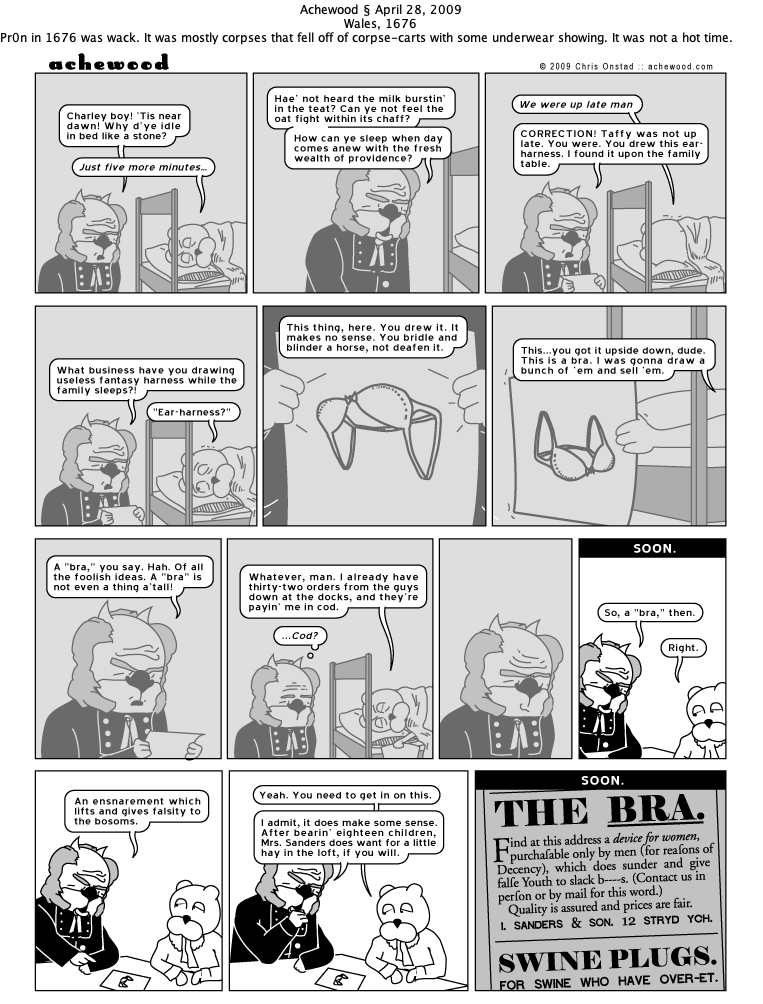 Achewood § April 28, 2009
Wales, 1676
Pr0n in 1676 was wack. It was mostly corpses that fell off of corpse-carts with some underwear showing. It was not a hot time.
achewood
© 2009 Chris Onstad :: achewood.com
Charley boy! 'Tis near
dawn! Why d'ye idle
in bed like a stone?
Just five more minutes...
Hae' not heard the milk burstin'
in the teat? Can ye not feel the
oat fight within its chaff?
How can ye sleep when day
comes anew with the fresh
wealth of providence?
We were up late man
CORRECTION! Taffy was not up
late. You were. You drew this ear-
harness. I found it upon the family
table.
What business have you drawing
useless fantasy harness while the
family sleeps?!
"Ear-harness?"
This thing, here. You drew it. It
makes no sense. You bridle and
blinder a horse, not deafen it.
This...you got it upside down, dude.
This is a bra. I was gonna draw a
bunch of 'em and sell 'em.
A "bra," you say. Hah. Of all
the foolish ideas. A "bra" is
not even a thing a'tall!
Whatever, man. I already have
thirty-two orders from the guys
down at the docks, and they're
payin' me in cod.
...Cod?
SOON.
So, a "bra," then.
Right.
An ensnarement which
lifts and gives falsity to
the bosoms.
Yeah. You need to get in on this.
I admit, it does make some sense.
After bearin' eighteen children,
Mrs. Sanders does want for a little
hay in the loft, if you will.
SOON.
THE BRA.
Find at this address a device for women,
purchaſable only by men (for reaſons of
Decency), which does sunder and give
falſe Youth to slack b----s. (Contact us in
perſon or by mail for this word.)
Quality is assured and prices are fair.
I. SANDERS & SON. 12 STRYD YCH.
SWINE PLUGS.
FOR SWINE WHO HAVE OVER-ET.